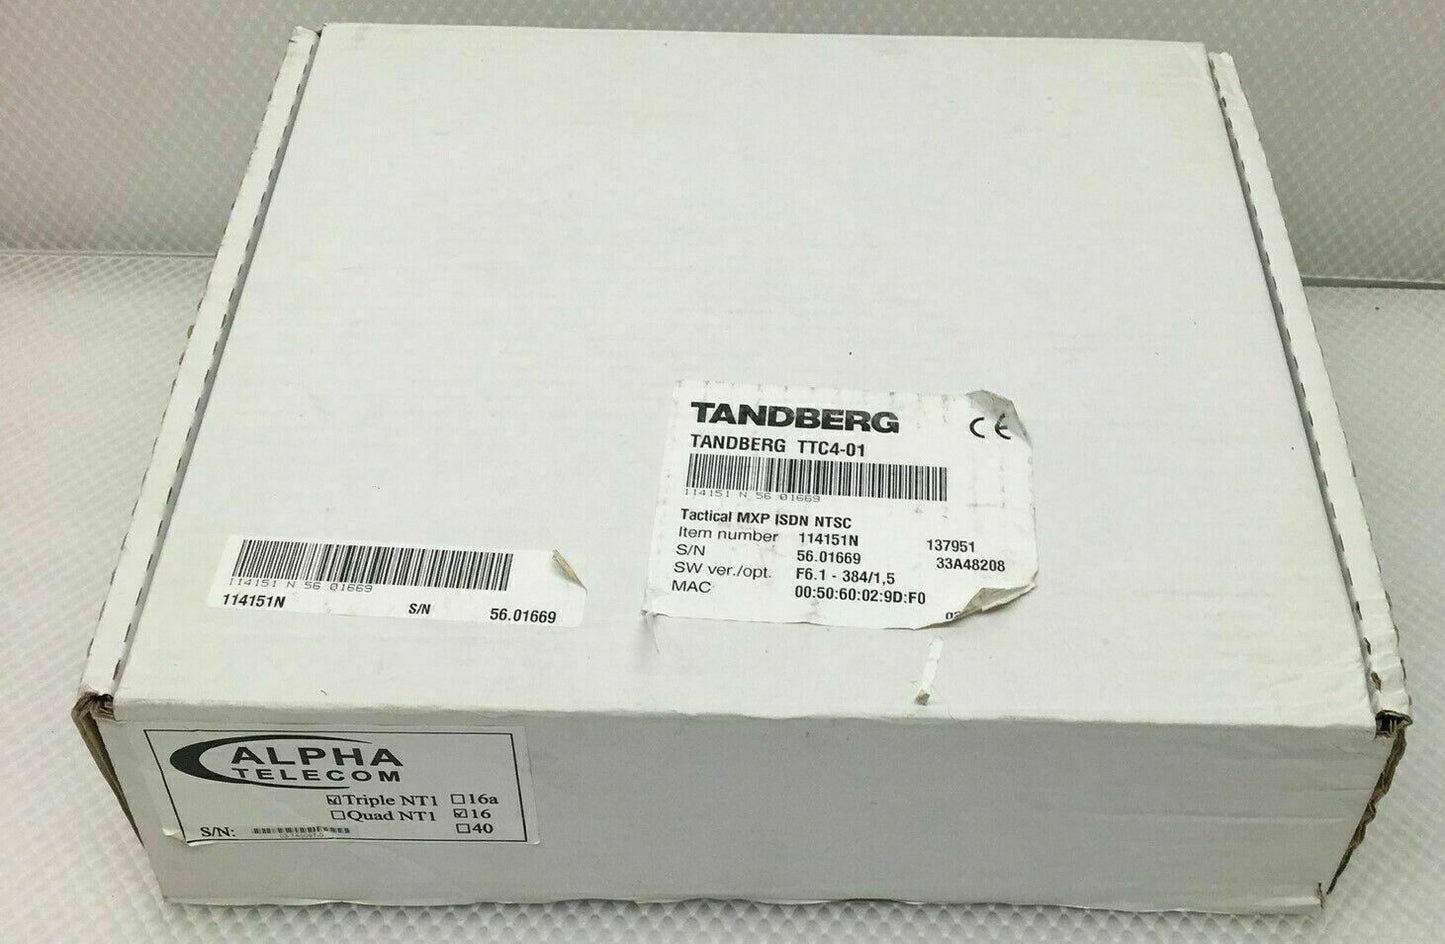 TANDBERG CE
TANDBERG TTC4-01
114151 N 56 01669
Tactical MXP ISDN NTSC
Item number 114151N 137951
S/N 56.01669 33A48208
SW ver./opt. F6.1 - 384/1,5
MAC 00:50:60:02:9D:F0
114151 N 56 01669
114151N S/N 56.01669
ALPHA
TELECOM
☑Triple NT1 ☐16a
☐Quad NT1 ☑16
S/N: ☐40